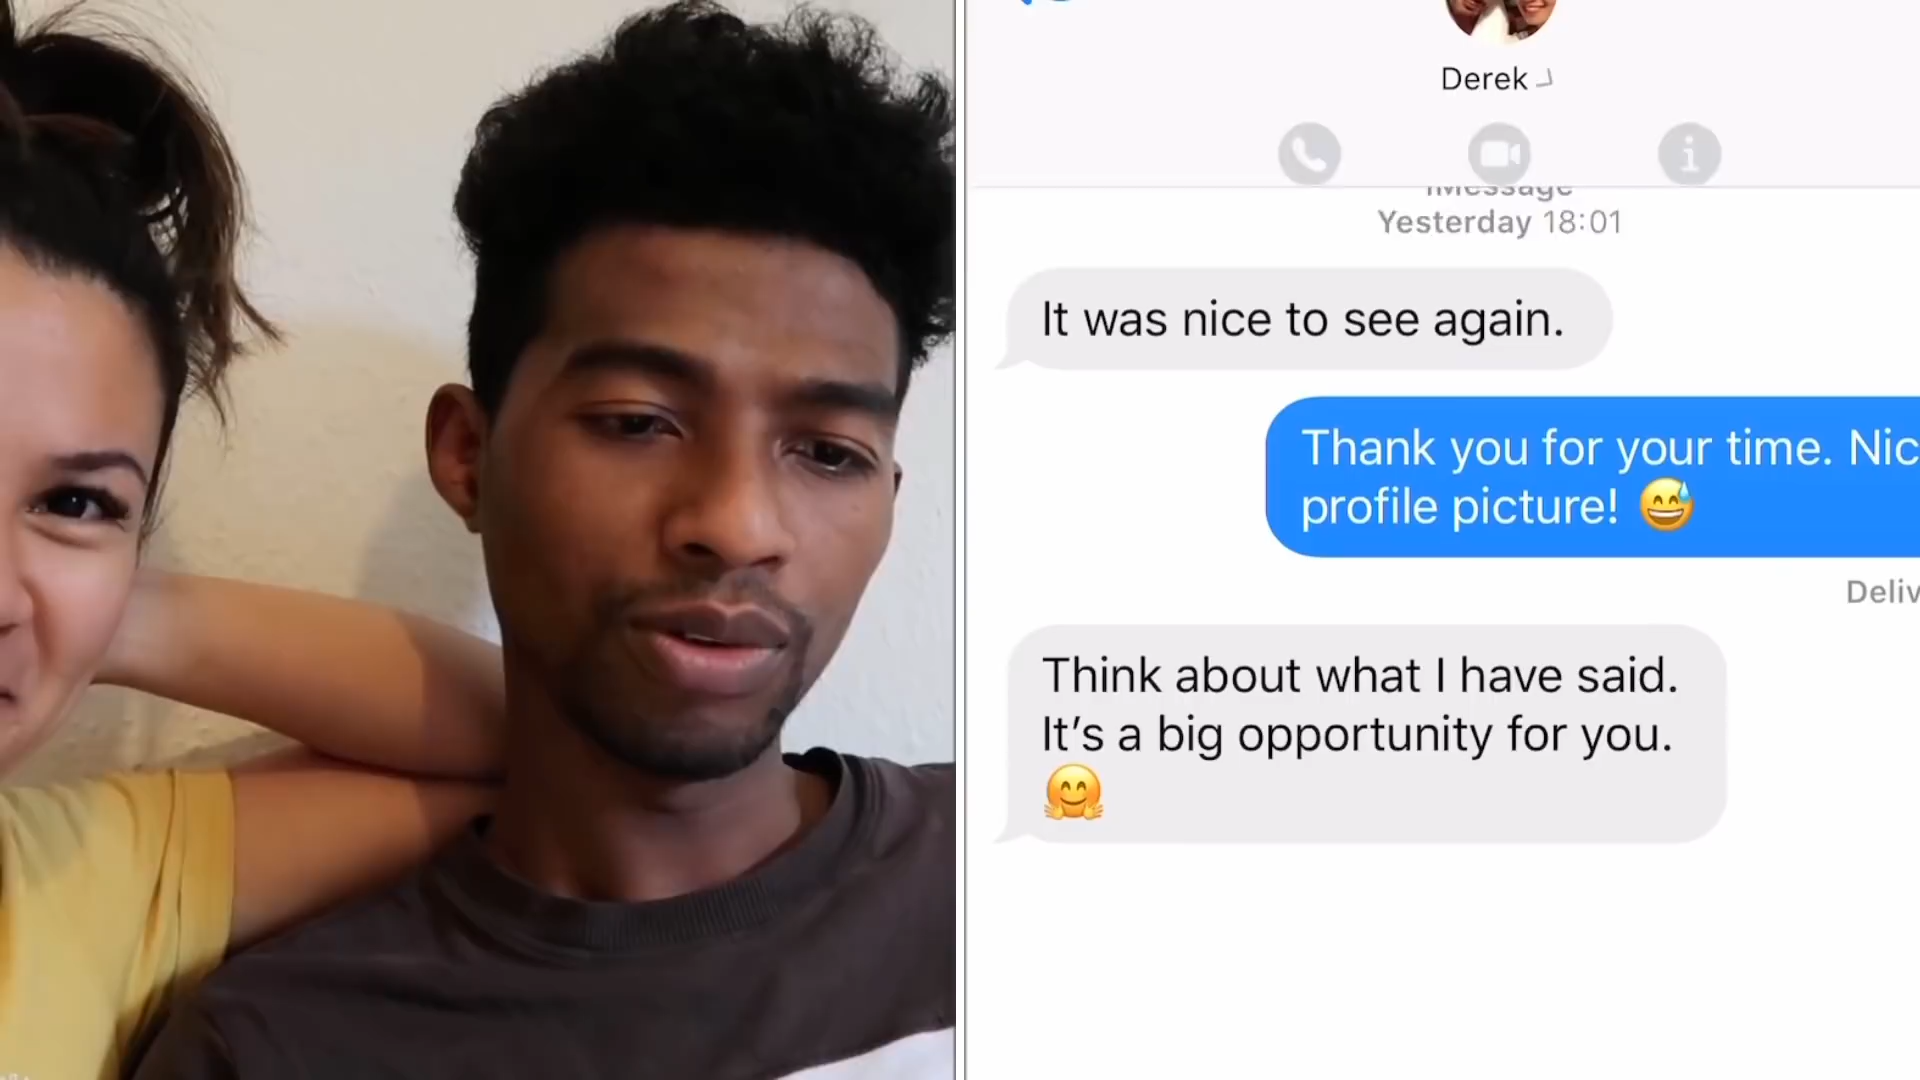 Derek
iMessage
Yesterday 18:01
It was nice to see again.
Thank you for your time. Nic
profile picture! 😅
Deliv
Think about what I have said.
It’s a big opportunity for you.
🤗